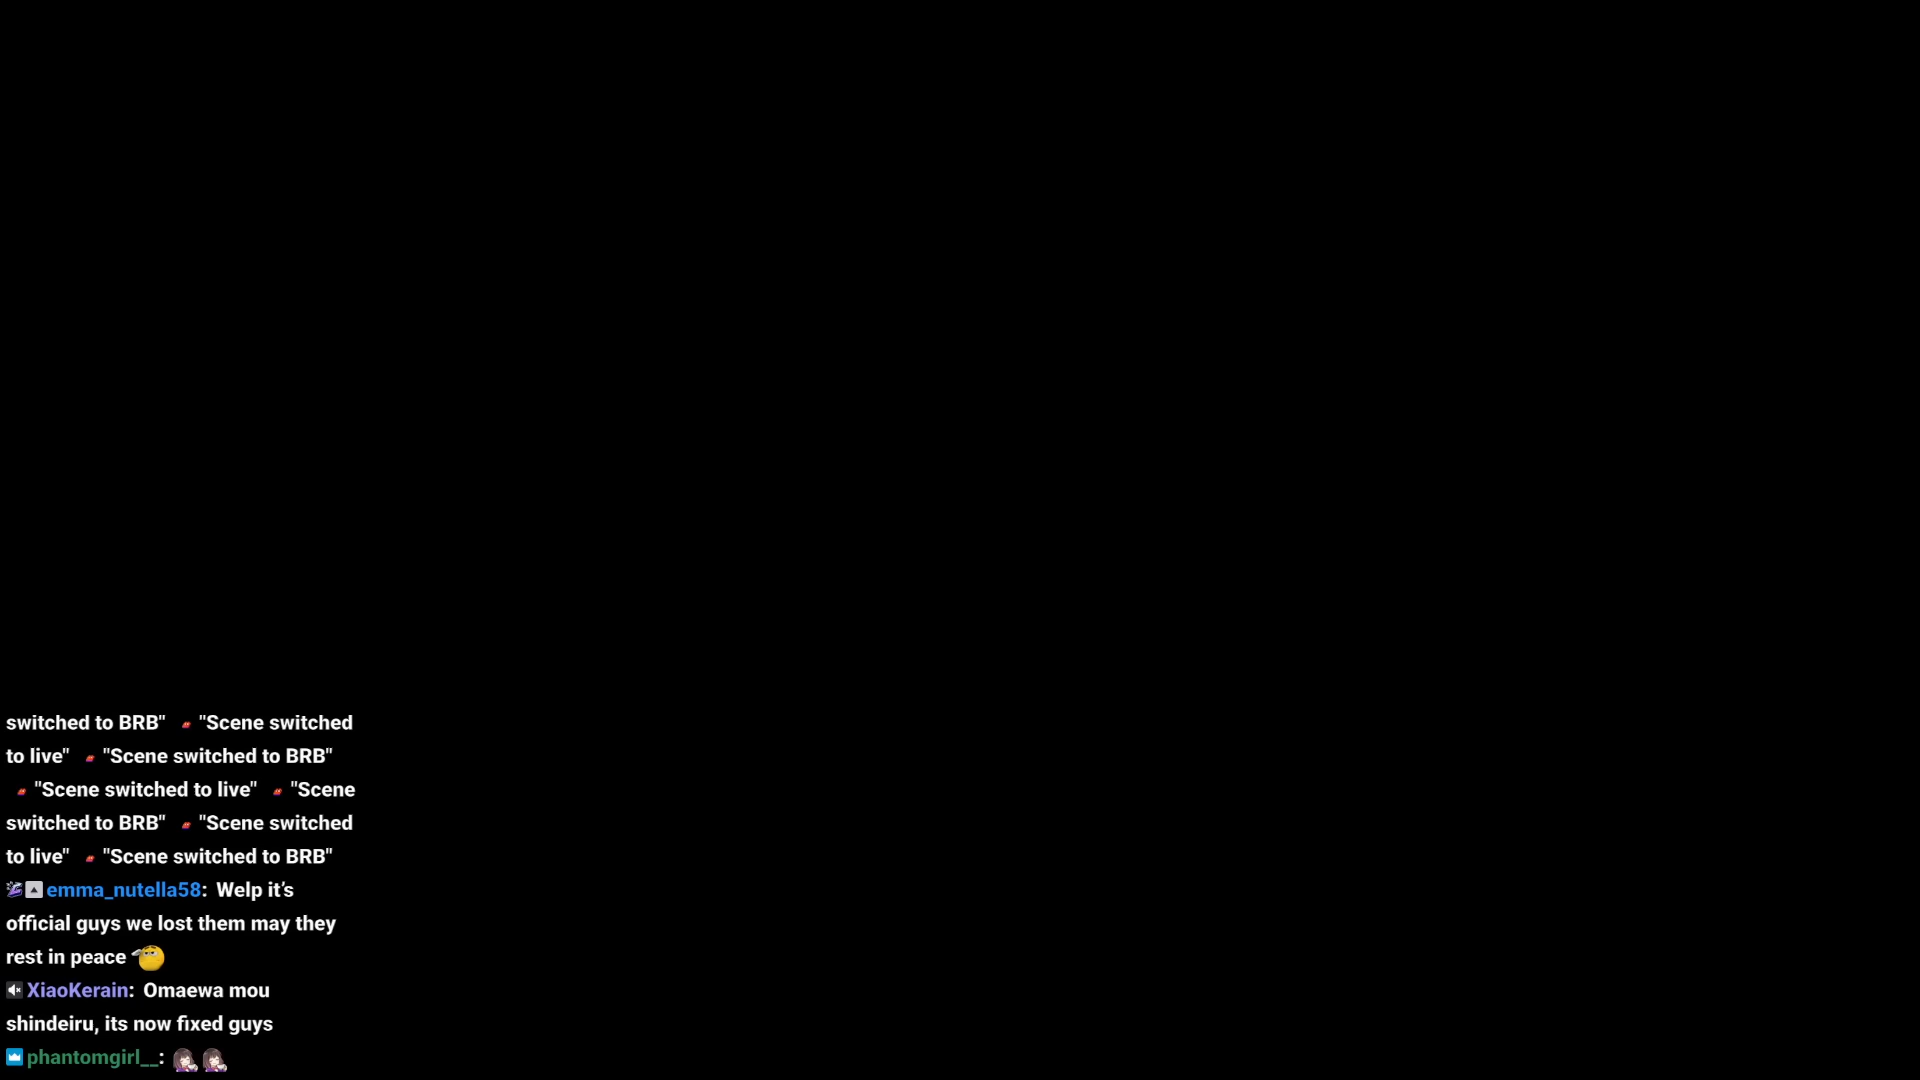 switched to BRB" "Scene switched
to live" "Scene switched to BRB"
"Scene switched to live" "Scene
switched to BRB" "Scene switched
to live" "Scene switched to BRB"
emma_nutella58: Welp it’s
official guys we lost them may they
rest in peace
XiaoKerain: Omaewa mou
shindeiru, its now fixed guys
phantomgirl__: